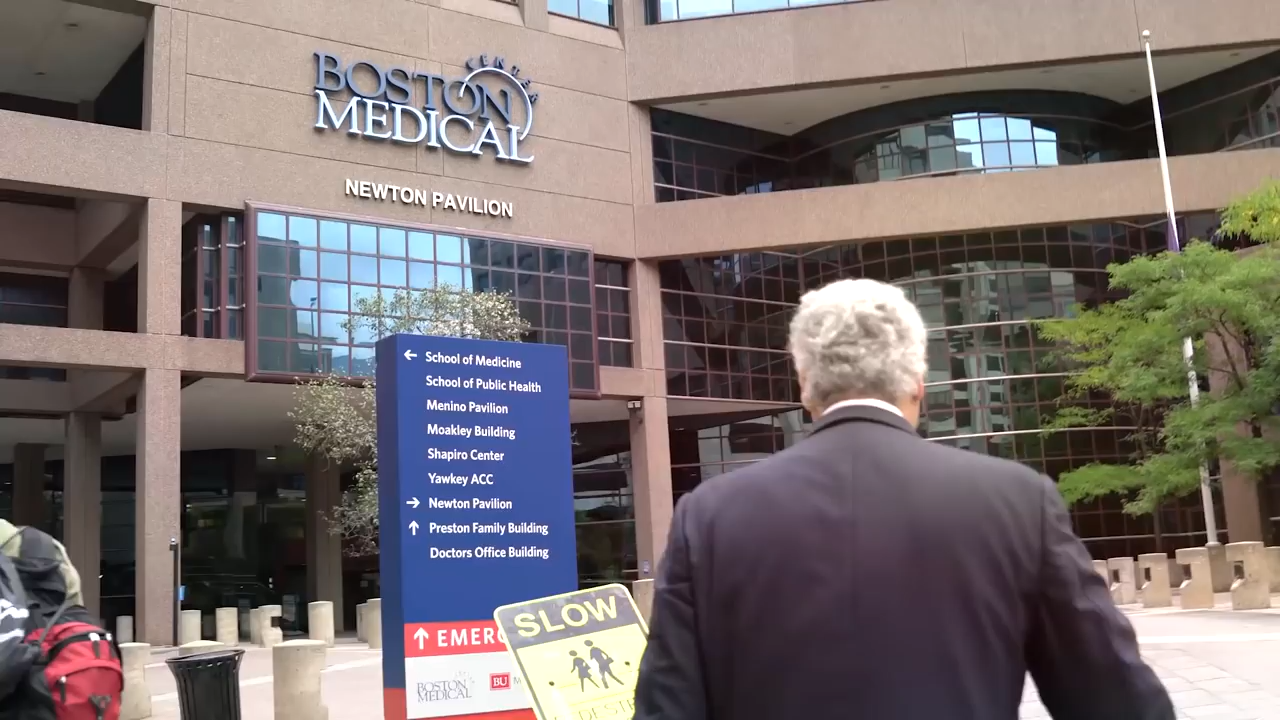 CENTER
BOSTON
MEDICAL
NEWTON PAVILION
← School of Medicine
School of Public Health
Menino Pavilion
Moakley Building
Shapiro Center
Yawkey ACC
→ Newton Pavilion
↑ Preston Family Building
Doctors Office Building
↑ EMERG
BOSTON
MEDICAL
BU
SLOW